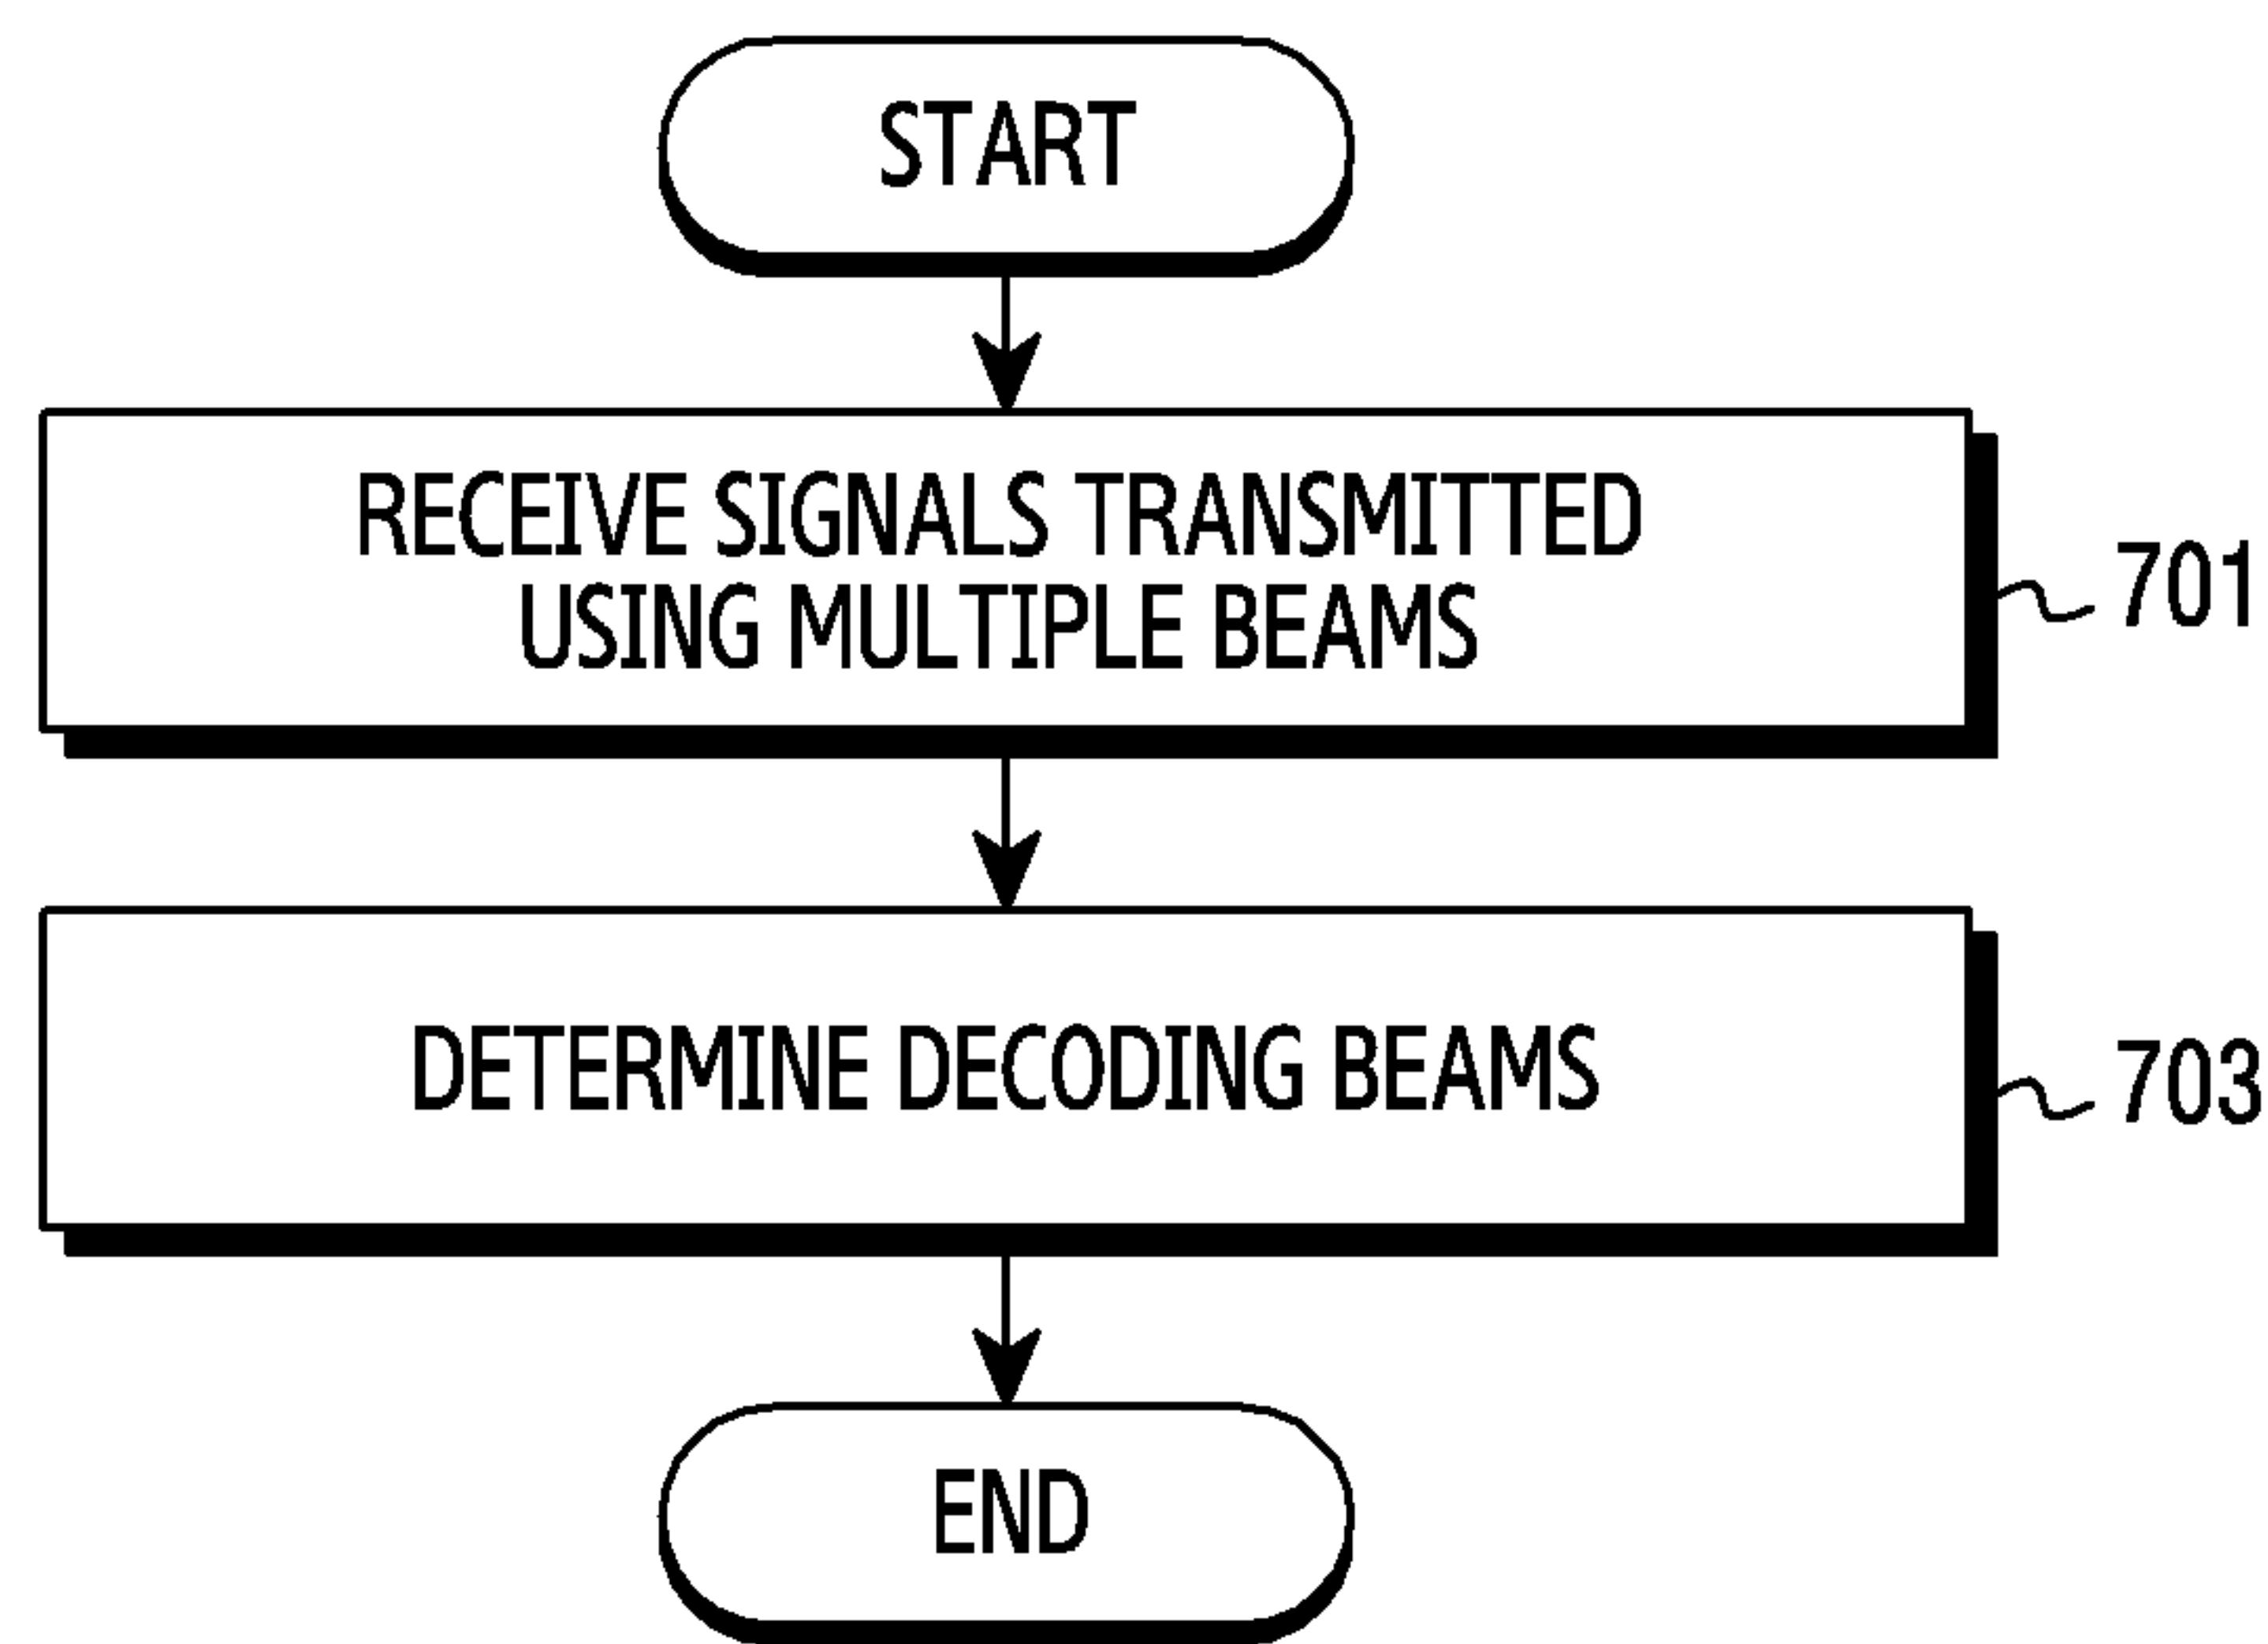 START
RECEIVE SIGNALS TRANSMITTED
USING MULTIPLE BEAMS
701
DETERMINE DECODING BEAMS
703
END